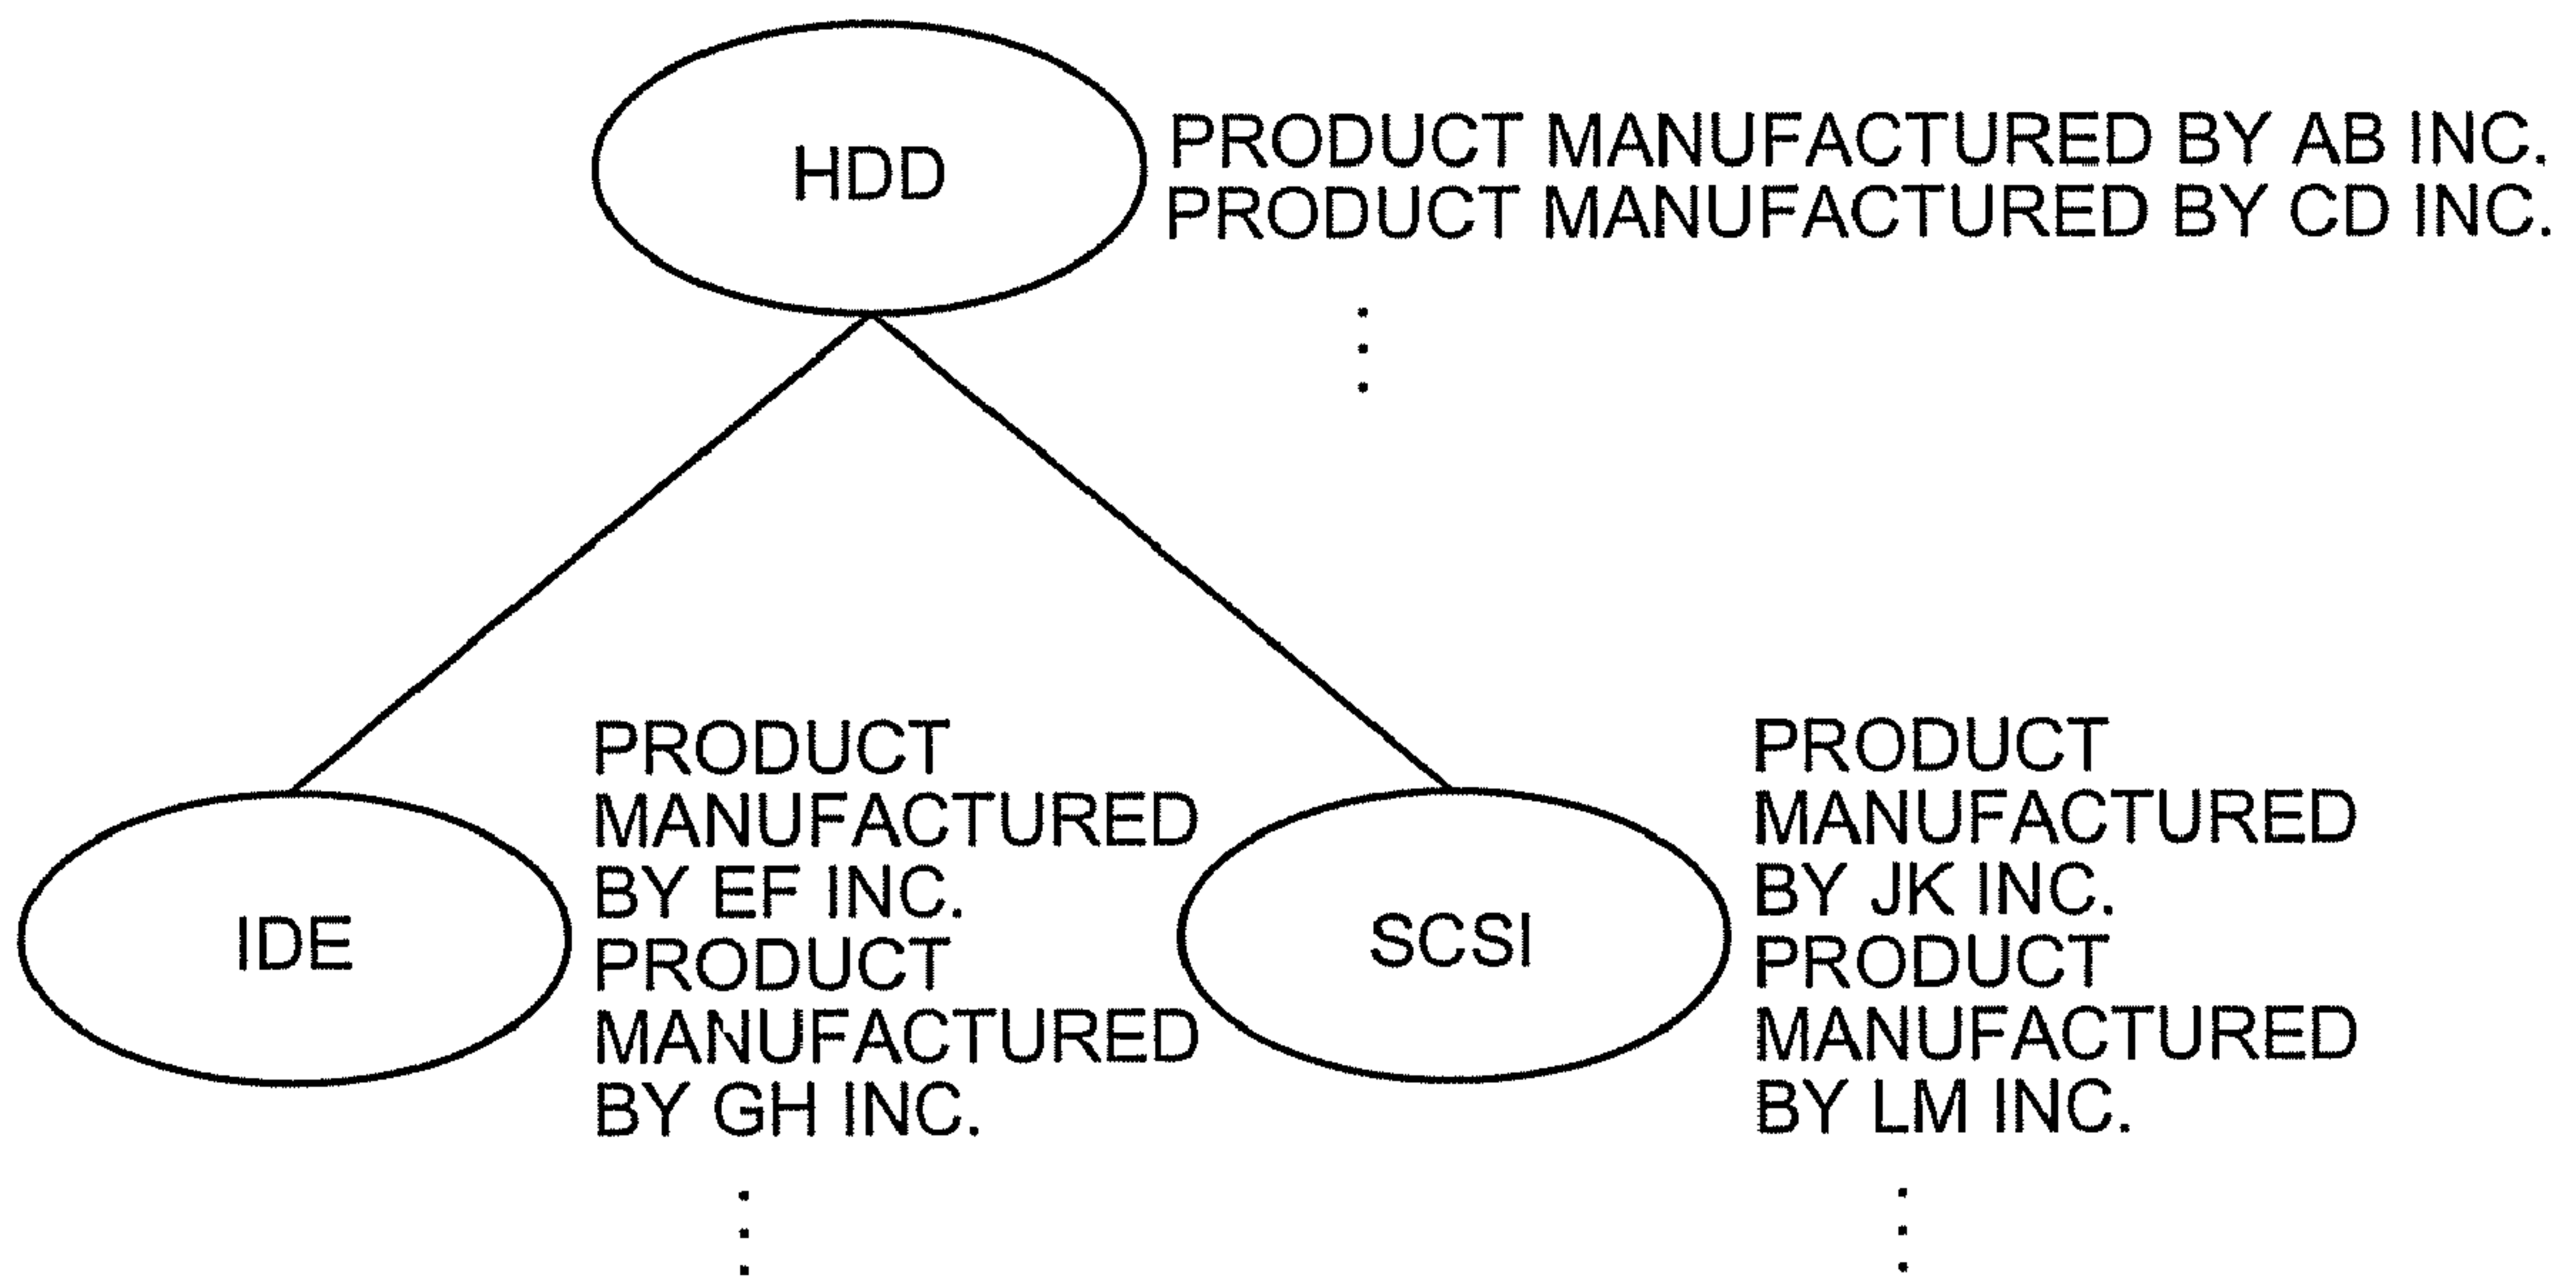 HDD
PRODUCT MANUFACTURED BY AB INC.
PRODUCT MANUFACTURED BY CD INC.
IDE
PRODUCT
MANUFACTURED
BY EF INC.
PRODUCT
MANUFACTURED
BY GH INC.
SCSI
PRODUCT
MANUFACTURED
BY JK INC.
PRODUCT
MANUFACTURED
BY LM INC.